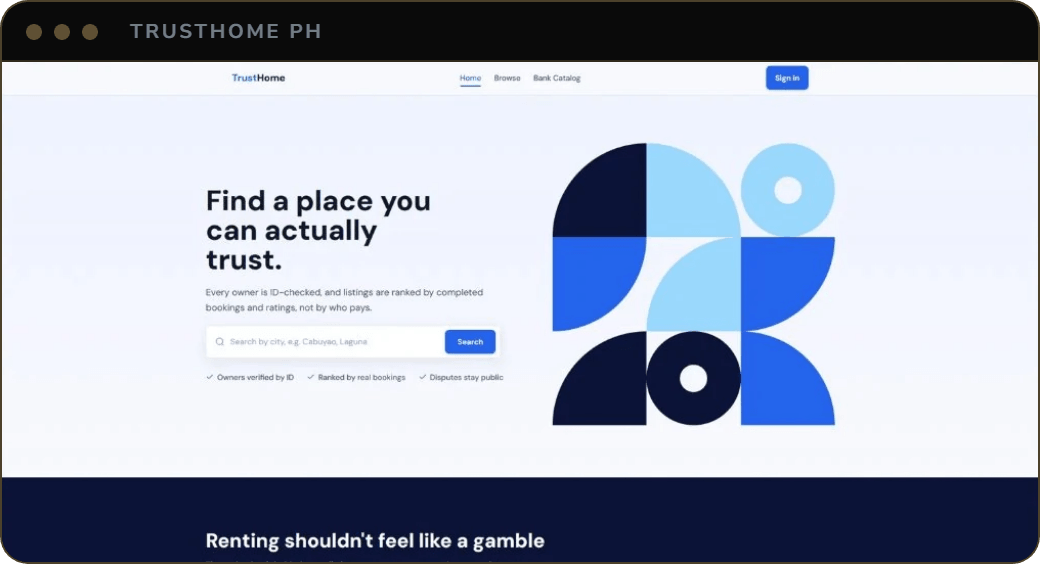 TRUSTHOME PH
TrustHome
Home
Browse
Bank Catalog
Sign in
Find a place you
can actually
trust.
Every owner is ID-checked, and listings are ranked by completed
bookings and ratings, not by who pays.
Search by city, e.g. Cabuyao, Laguna
Search
Owners verified by ID
Ranked by real bookings
Disputes stay public
Renting shouldn't feel like a gamble